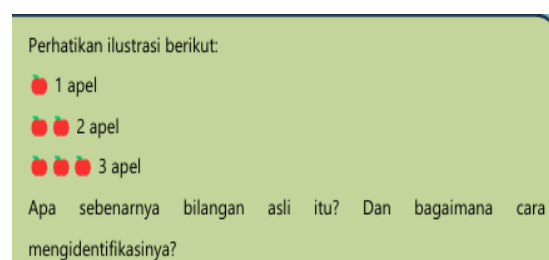 Perhatikan ilustrasi berikut:
1 apel
2 apel
3 apel
Apa sebenarnya bilangan asli itu? Dan bagaimana cara
mengidentifikasinya?